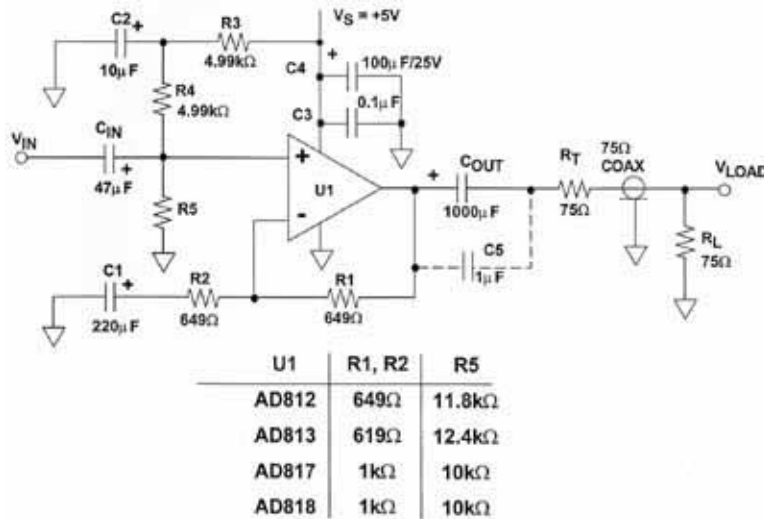 C2 + R3 V_S = +5V
10µF 4.99kΩ + 100µF/25V
C4
R4 0.1µF
4.99kΩ C3
V_IN C_IN 75Ω
+ + C_OUT R_T COAX V_LOAD
47µF R5 U1 1000µF 75Ω
- R_L
C1 + R2 R1 C5 75Ω
1µF
220µF 649Ω 649Ω
U1 R1, R2 R5
AD812 649Ω 11.8kΩ
AD813 619Ω 12.4kΩ
AD817 1kΩ 10kΩ
AD818 1kΩ 10kΩ